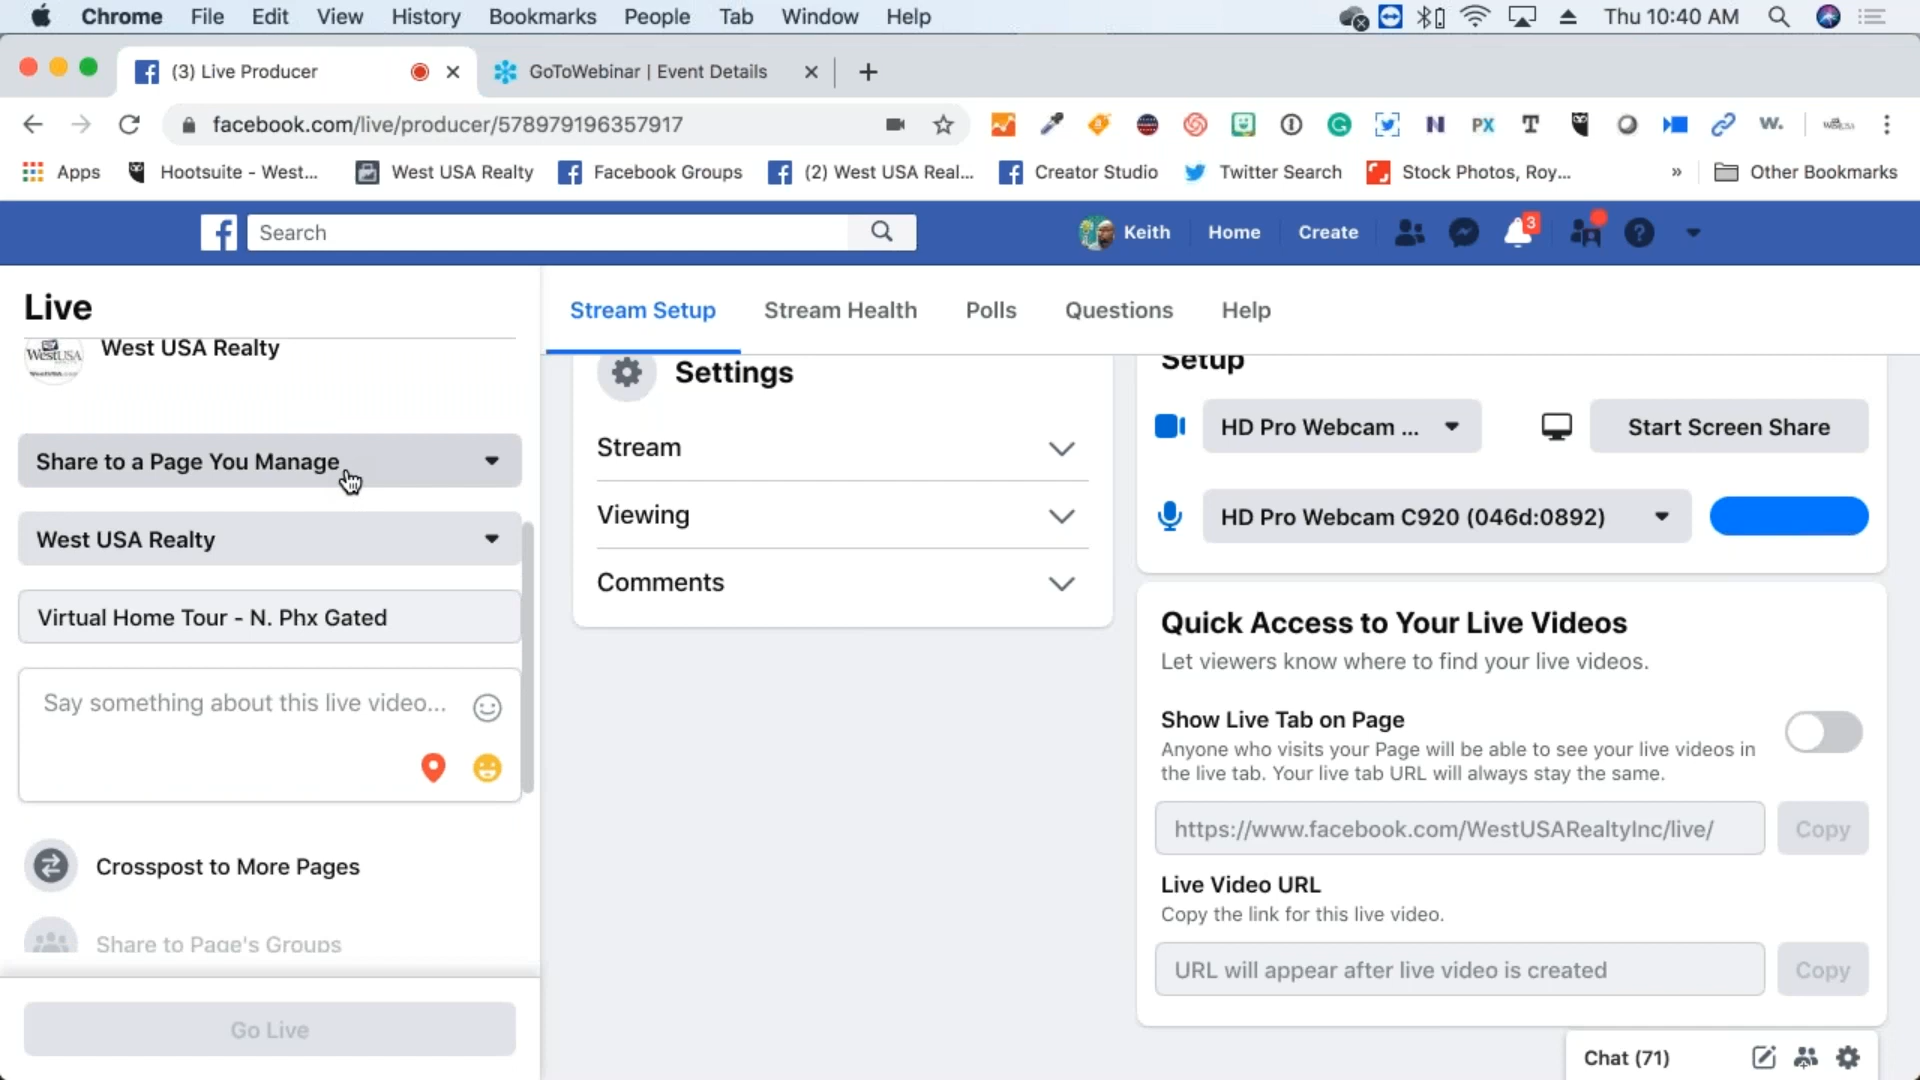 Chrome File Edit View History Bookmarks People Tab Window Help Thu 10:40 AM
(3) Live Producer GoToWebinar | Event Details
facebook.com/live/producer/578979196357917 PX T W.
Apps Hootsuite - West... West USA Realty Facebook Groups (2) West USA Real... Creator Studio Twitter Search Stock Photos, Roy... » Other Bookmarks
Search Keith Home Create 3
Live
Stream Setup Stream Health Polls Questions Help
WestUSA West USA Realty
Share to a Page You Manage
West USA Realty
Virtual Home Tour - N. Phx Gated
Say something about this live video...
Crosspost to More Pages
Share to Page's Groups
Go Live
Settings
Stream
Viewing
Comments
Setup
HD Pro Webcam ... Start Screen Share
HD Pro Webcam C920 (046d:0892)
Quick Access to Your Live Videos
Let viewers know where to find your live videos.
Show Live Tab on Page
Anyone who visits your Page will be able to see your live videos in
the live tab. Your live tab URL will always stay the same.
https://www.facebook.com/WestUSARealtyInc/live/ Copy
Live Video URL
Copy the link for this live video.
URL will appear after live video is created Copy
Chat (71)